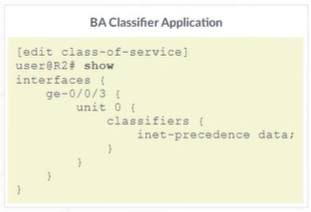 BA Classifier Application
[edit class-of-service]
user@R2# show
interfaces {
    ge-0/0/3 {
        unit 0 {
            classifiers {
                inet-precedence data;
            }
        }
    }
}